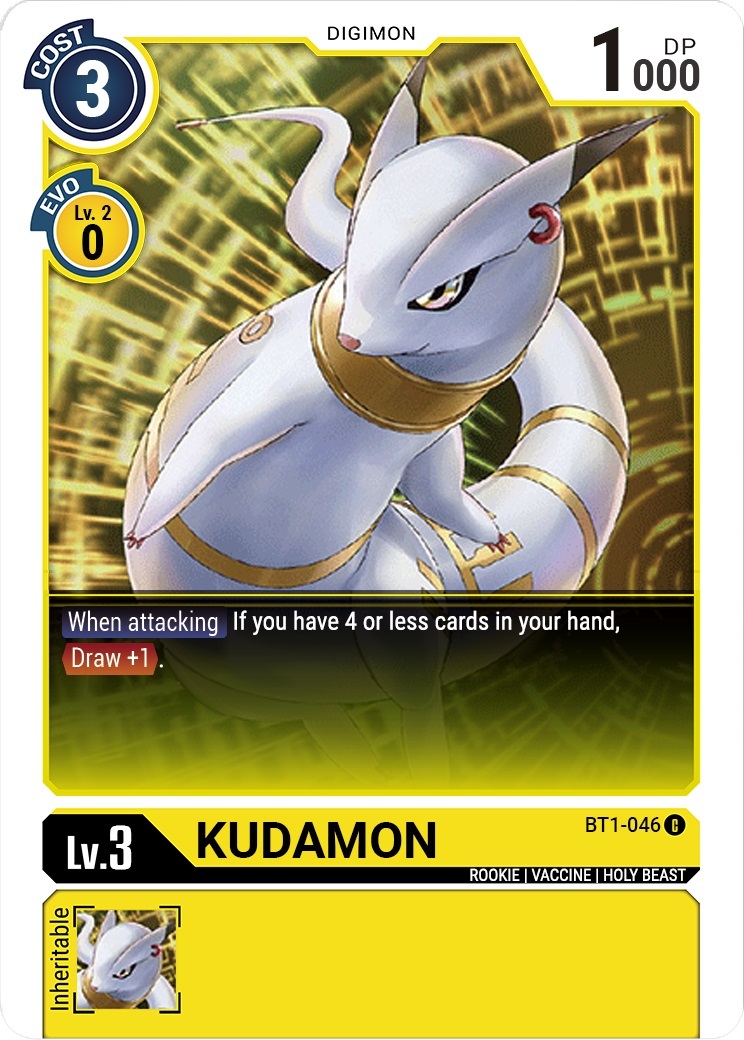 DIGIMON
COST
3
DP
1000
EVO
Lv. 2
0
When attacking If you have 4 or less cards in your hand,
Draw +1.
Lv.3
KUDAMON
BT1-046 C
ROOKIE | VACCINE | HOLY BEAST
Inheritable